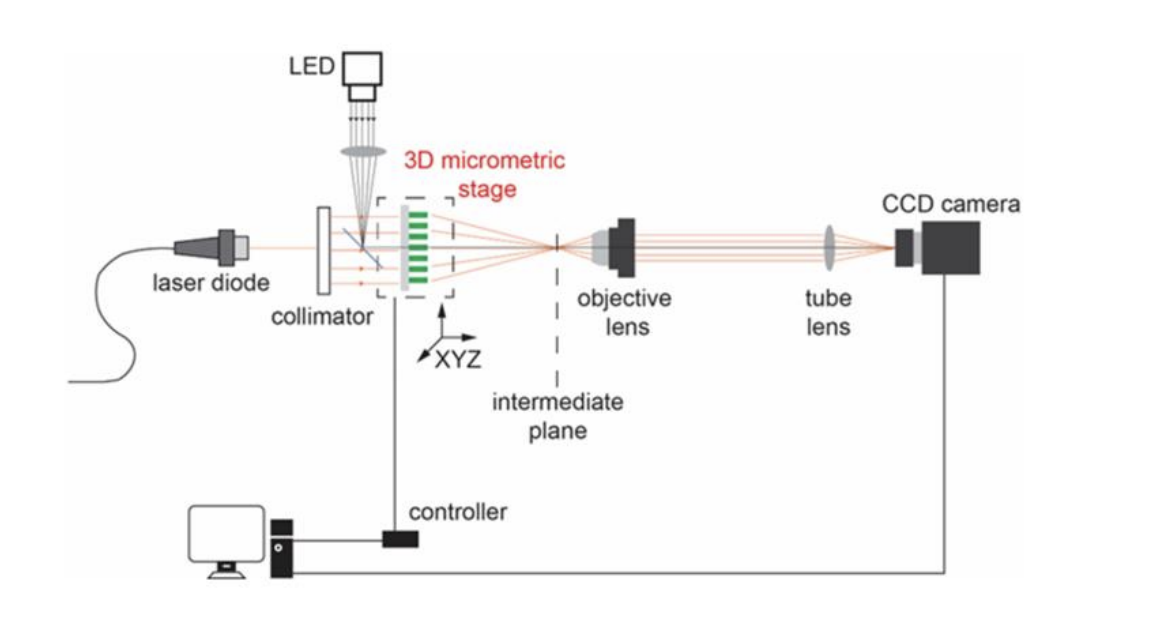 LED
3D micrometric
stage
CCD camera
laser diode
collimator
objective
lens
tube
lens
XYZ
intermediate
plane
controller